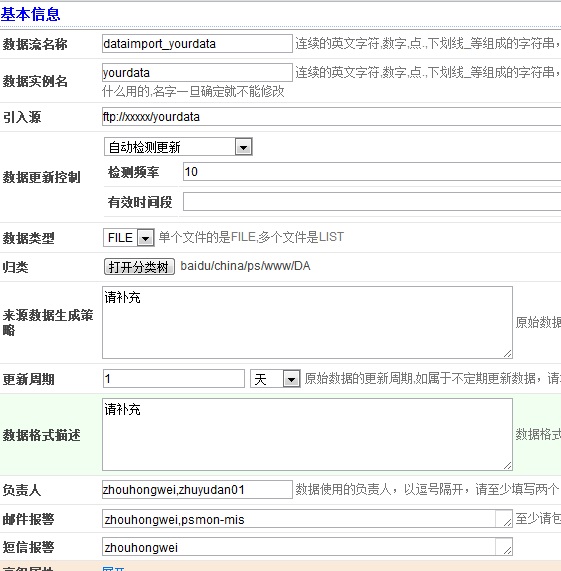 基本信息
数据流名称 dataimport_yourdata 连续的英文字符,数字,点.,下划线_等组成的字符串,
数据实例名 yourdata 连续的英文字符,数字,点.,下划线_等组成的字符串,
什么用的,名字一旦确定就不能修改
引入源 ftp://xxxxx/yourdata
自动检测更新
数据更新控制 检测频率 10
有效时间段
数据类型 FILE 单个文件的是FILE,多个文件是LIST
归类 打开分类树 baidu/china/ps/www/DA
请补充
来源数据生成策 原始数据
略
更新周期 1 天 原始数据的更新周期,如属于不定期更新数据，请
请补充
数据格式描述 数据格式
负责人 zhouhongwei,zhuyudan01 数据使用的负责人，以逗号隔开，请至少填写两个
邮件报警 zhouhongwei,psmon-mis 至少请包
短信报警 zhouhongwei